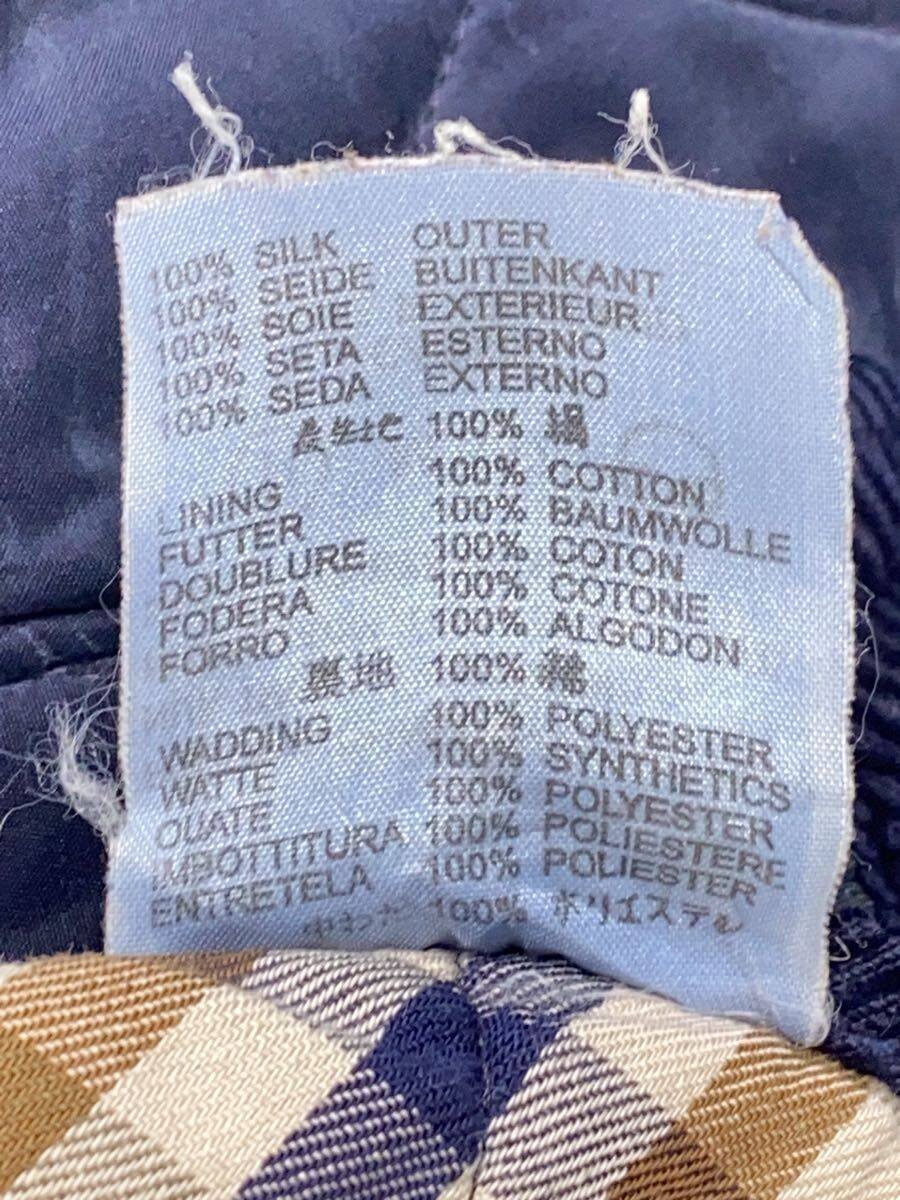 100% SILK OUTER
100% SEIDE BUITENKANT
100% SOIE EXTERIEUR
100% SETA ESTERNO
100% SEDA EXTERNO
表生地 100% 絹
LINING 100% COTTON
FUTTER 100% BAUMWOLLE
DOUBLURE 100% COTON
FODERA 100% COTONE
FORRO 100% ALGODON
裏地 100% 綿
WADDING 100% POLYESTER
WATTE 100% SYNTHETICS
OUATE 100% POLYESTER
IMBOTTITURA 100% POLIESTERE
ENTRETELA 100% POLIESTER
中わた 100% ポリエステル